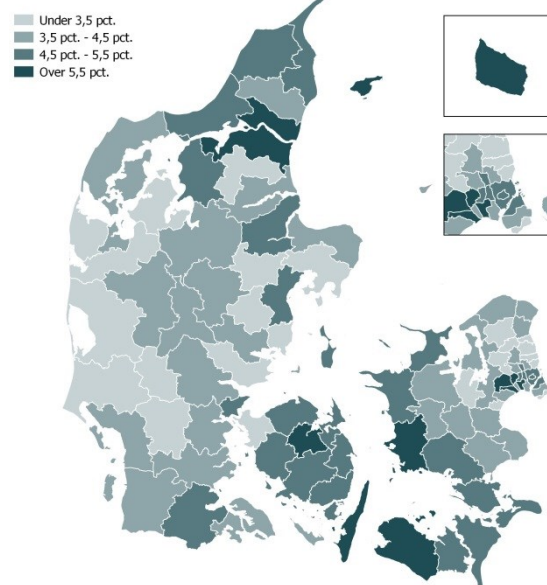 Under 3,5 pct.
3,5 pct. - 4,5 pct.
4,5 pct. - 5,5 pct.
Over 5,5 pct.